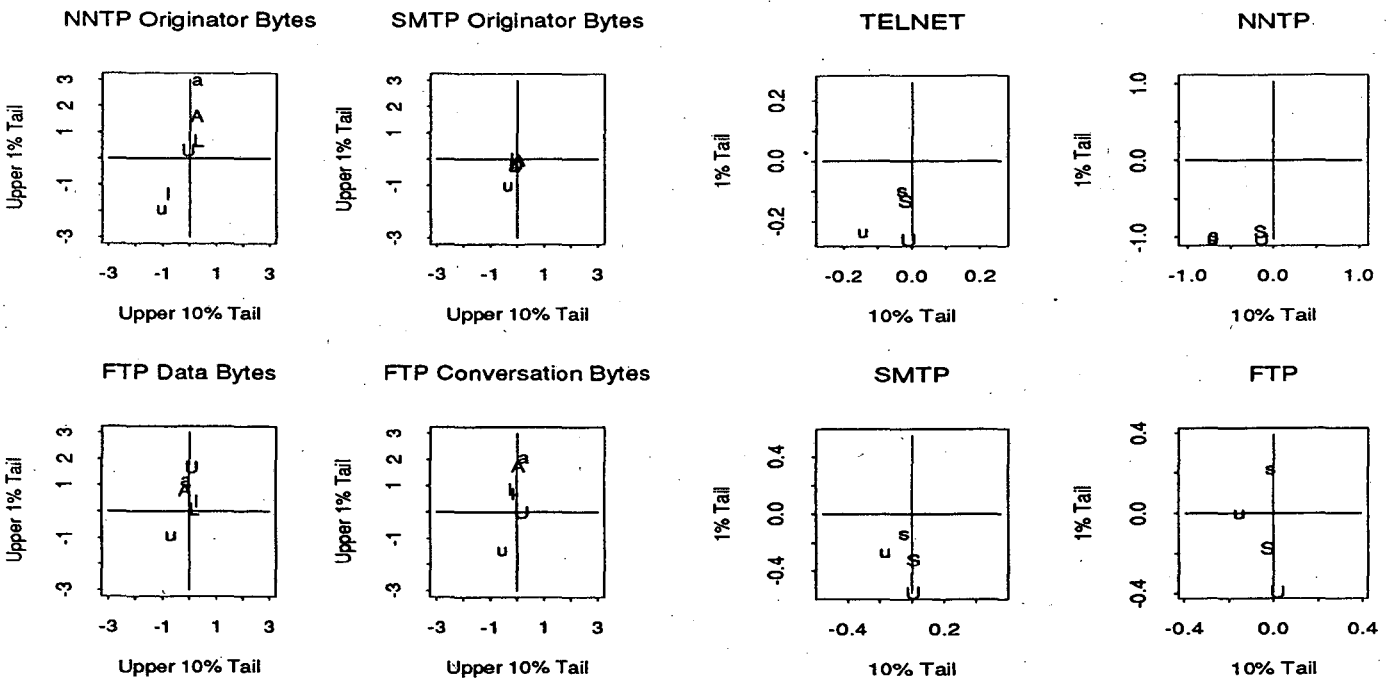 NNTP Originator Bytes
Upper 1% Tail
3
2
1
-1
-3
a
A
L
U
l
u
-3 -1 1 3
Upper 10% Tail
SMTP Originator Bytes
Upper 1% Tail
3
2
1
-1
-3
u
-3 -1 1 3
Upper 10% Tail
TELNET
1% Tail
0.2
0.0
-0.2
s
S
u
U
-0.2 0.0 0.2
10% Tail
NNTP
1% Tail
1.0
0.0
-1.0
s
U
-1.0 0.0 1.0
10% Tail
FTP Data Bytes
Upper 1% Tail
3
2
1
-1
-3
U
a
A
l
L
u
-3 -1 1 3
Upper 10% Tail
FTP Conversation Bytes
Upper 1% Tail
3
2
1
-1
-3
a
A
L
l
U
u
-3 -1 1 3
Upper 10% Tail
SMTP
1% Tail
0.4
0.0
-0.4
s
u
S
U
-0.4 0.2
10% Tail
FTP
1% Tail
0.4
0.0
-0.4
s
u
S
U
-0.4 0.0 0.4
10% Tail